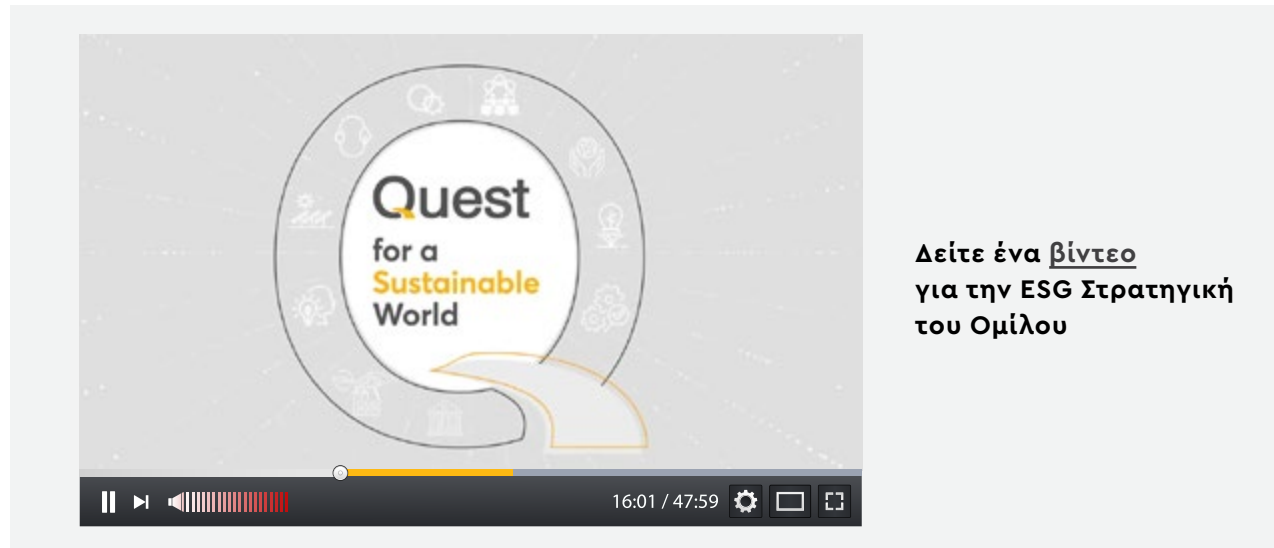 Quest
for a
Sustainable
World
16:01 / 47:59
Δείτε ένα βίντεο
για την ESG Στρατηγική
του Ομίλου